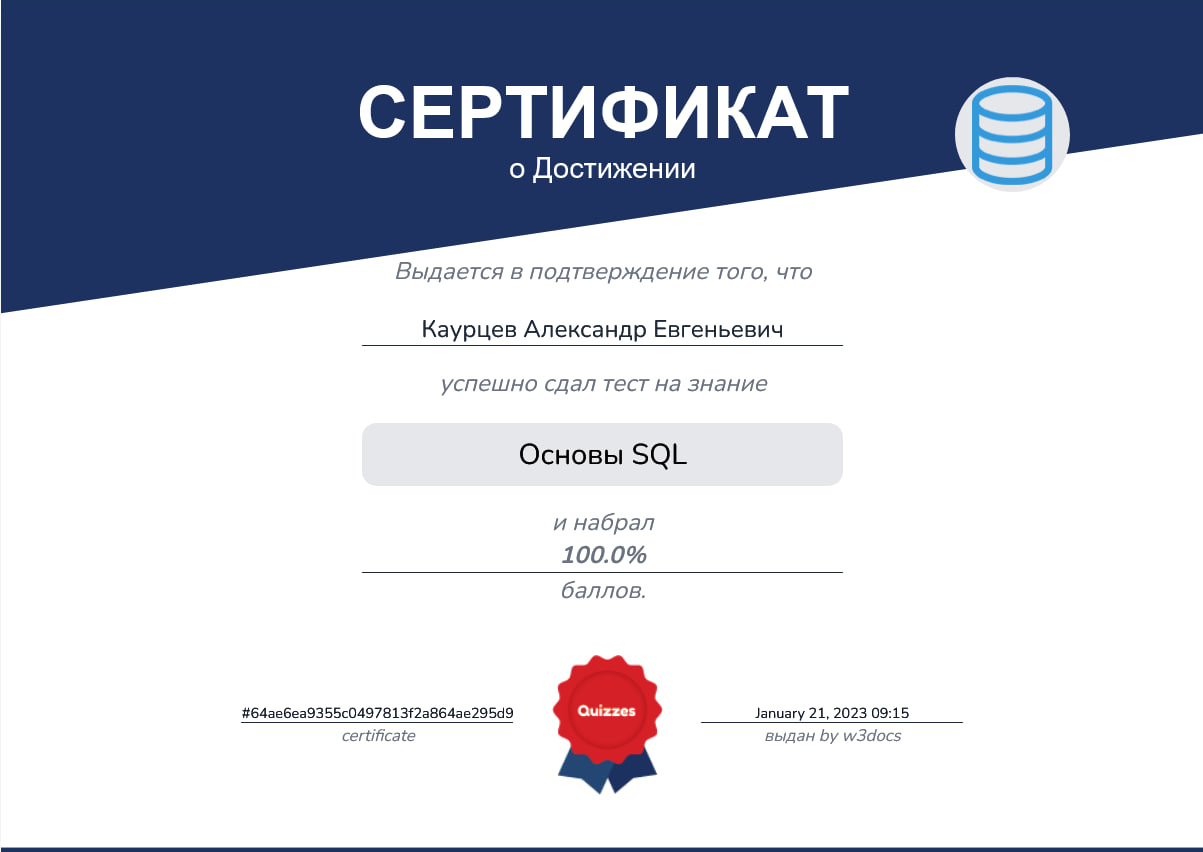 СЕРТИФИКАТ
о Достижении
Выдается в подтверждение того, что
Каурцев Александр Евгеньевич
успешно сдал тест на знание
Основы SQL
и набрал
100.0%
баллов.
#64ae6ea9355c0497813f2a864ae295d9
certificate
Quizzes
January 21, 2023 09:15
выдан by w3docs